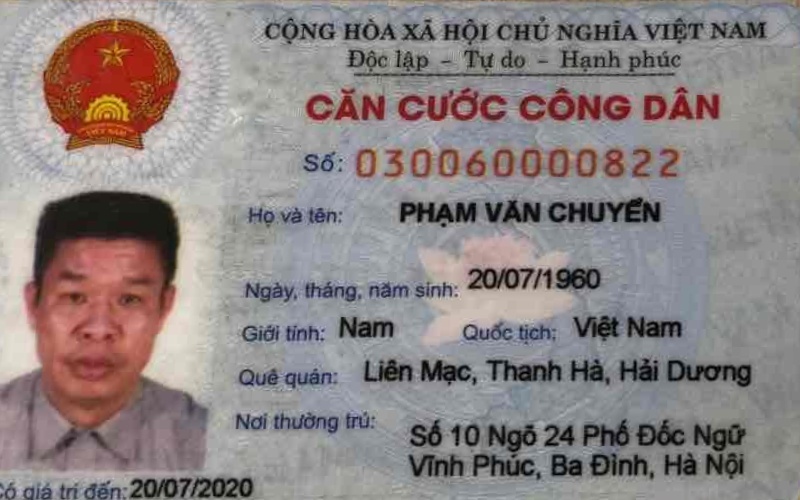 CỘNG HÒA XÃ HỘI CHỦ NGHĨA VIỆT NAM
Độc lập - Tự do - Hạnh phúc
CĂN CƯỚC CÔNG DÂN
Số: 030060000822
Họ và tên: PHẠM VĂN CHUYỂN
Ngày, tháng, năm sinh: 20/07/1960
Giới tính: Nam Quốc tịch: Việt Nam
Quê quán: Liên Mạc, Thanh Hà, Hải Dương
Nơi thường trú: Số 10 Ngõ 24 Phố Đốc Ngữ
Vĩnh Phúc, Ba Đình, Hà Nội
Có giá trị đến: 20/07/2020
VIỆT NAM